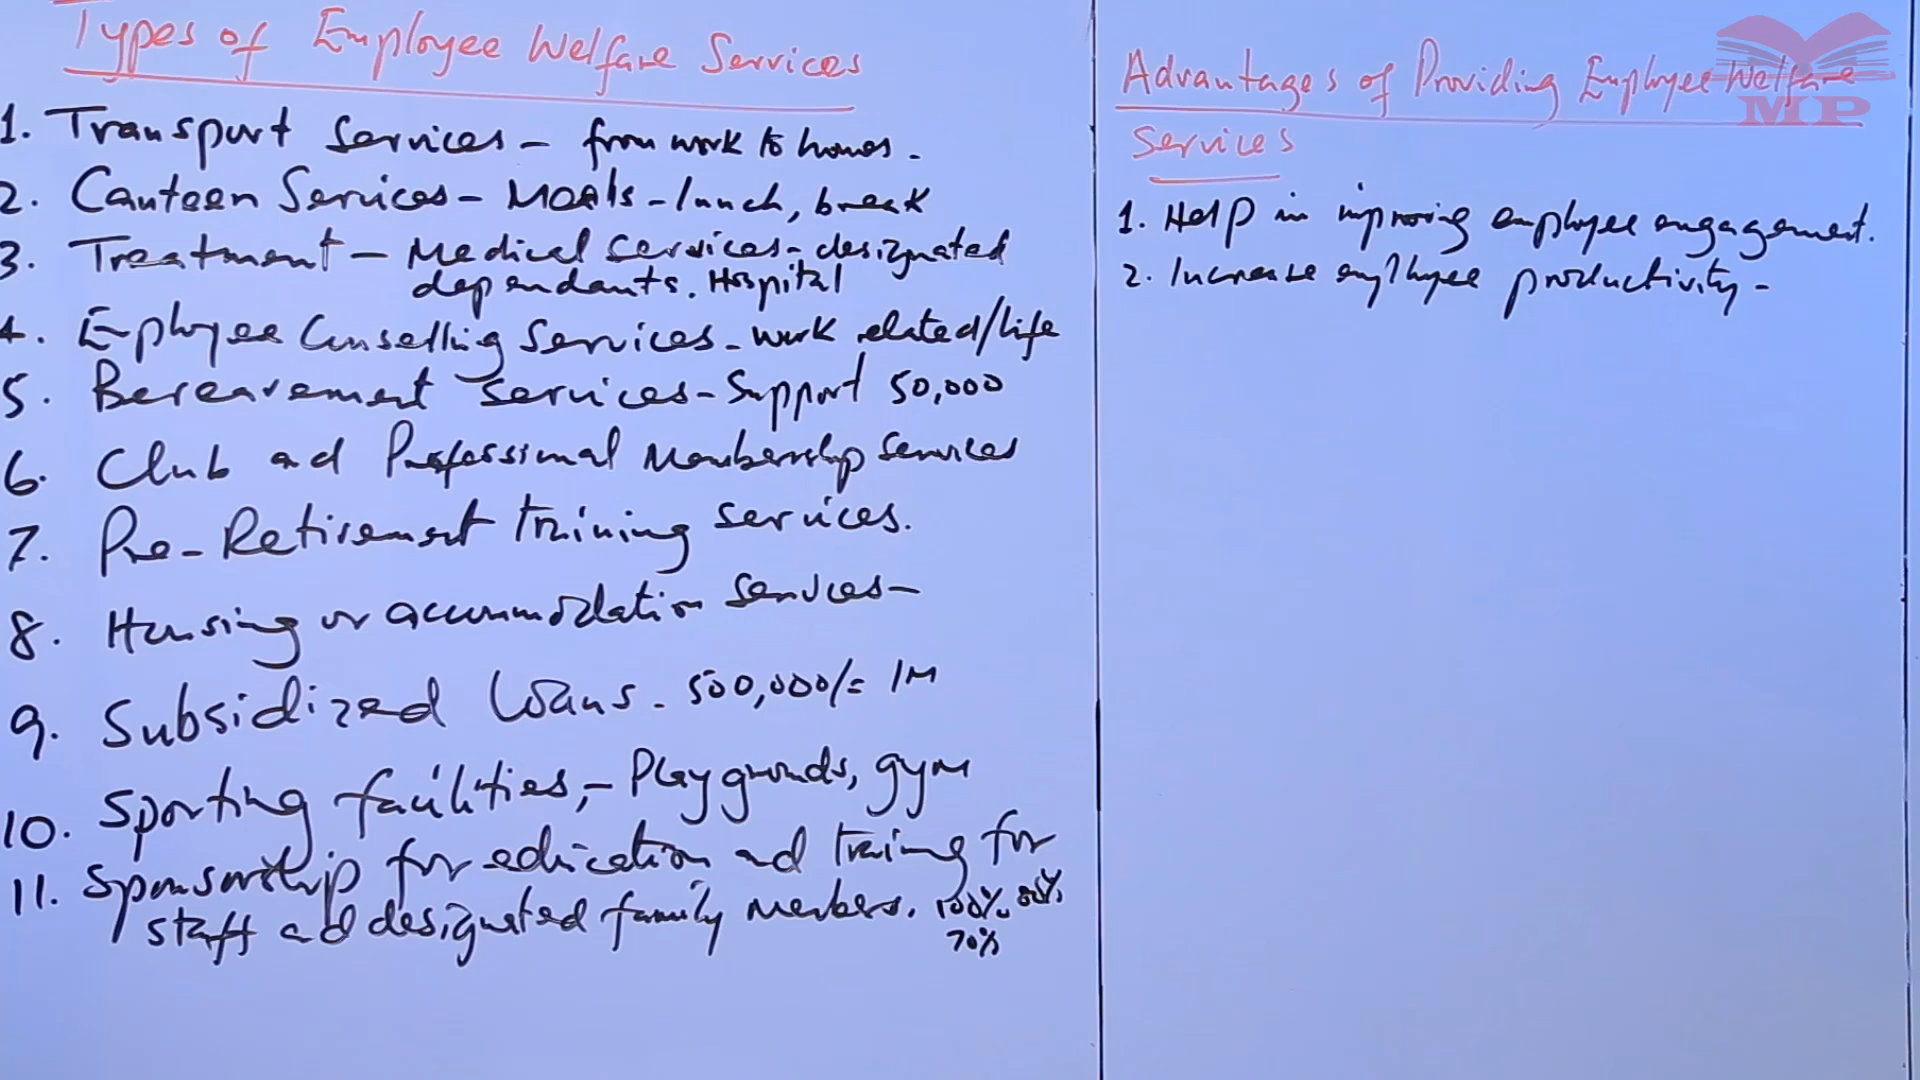 Types of Employee Welfare Services
1. Transport Services - from work to homes.
2. Canteen Services - Meals - lunch, break
3. Treatment - Medical Services - designated
dependants. Hospital
4. Employee Counselling Services - work related/life
5. Bereavement Services - Support 50,000
6. Club and Professional Membership Services
7. Pre-Retirement training services.
8. Housing or accommodation services -
9. Subsidized Loans - 500,000/= 1M
10. Sporting facilities, - Playgrounds, gym
11. Sponsorship for education and training for
staff and designated family members. 100%
70%
Advantages of Providing Employee Welfare
Services
1. Help in improving employee engagement.
2. Increase employee productivity -
MP